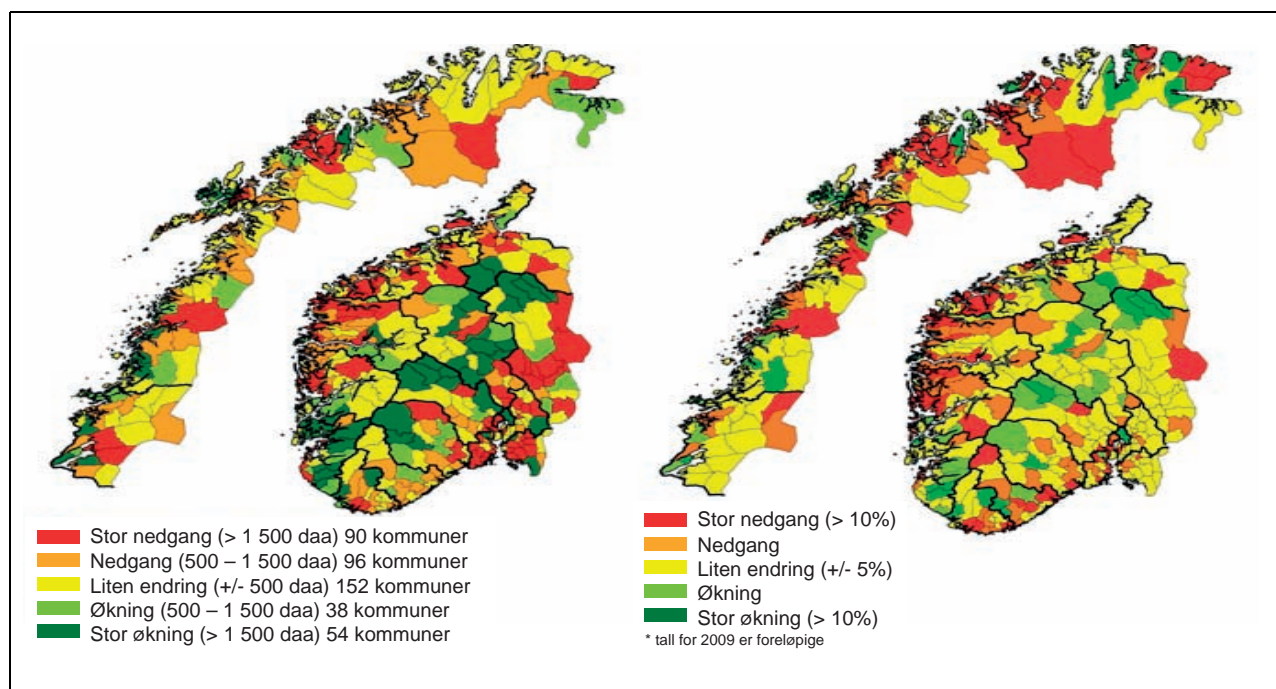 Stor nedgang (> 1 500 daa) 90 kommuner
Nedgang (500 – 1 500 daa) 96 kommuner
Liten endring (+/- 500 daa) 152 kommuner
Økning (500 – 1 500 daa) 38 kommuner
Stor økning (> 1 500 daa) 54 kommuner
Stor nedgang (> 10%)
Nedgang
Liten endring (+/- 5%)
Økning
Stor økning (> 10%)
* tall for 2009 er foreløpige